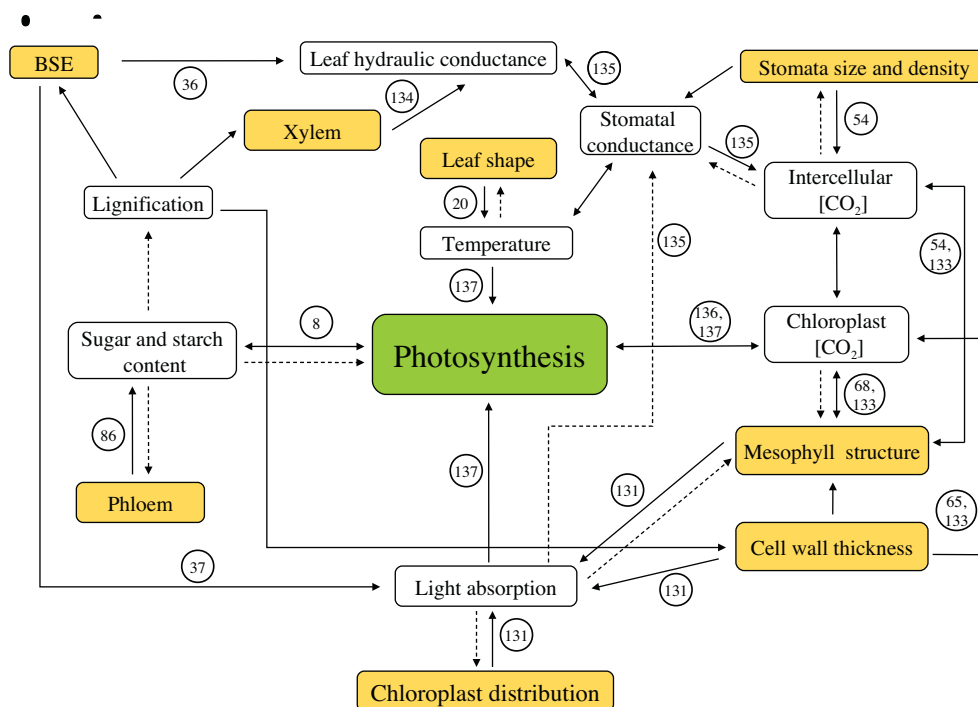 BSE
36
Leaf hydraulic conductance
135
Stomata size and density
134
Xylem
Stomatal
conductance
135
54
Leaf shape
Intercellular
[CO₂]
Lignification
20
Temperature
135
54,
133
137
8
136,
137
Sugar and starch
content
Photosynthesis
Chloroplast
[CO₂]
68,
133
86
Mesophyll structure
137
131
Phloem
65,
133
Cell wall thickness
37
Light absorption
131
131
Chloroplast distribution